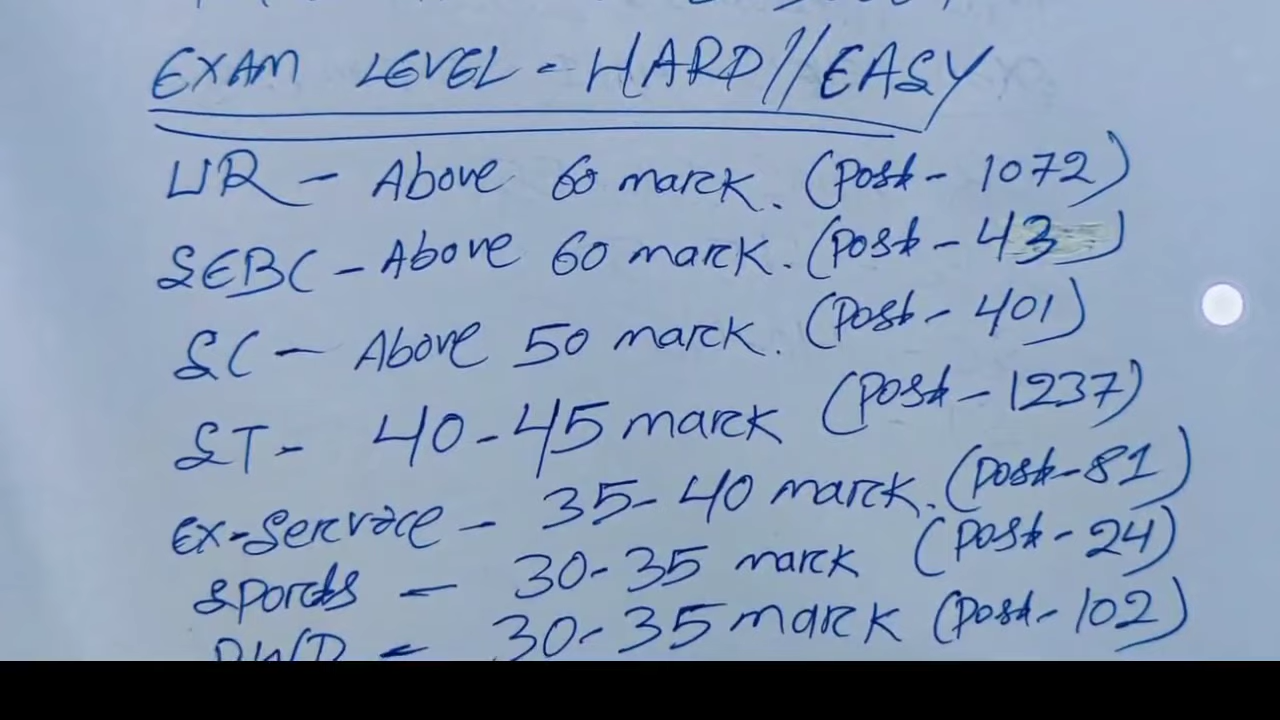 EXAM LEVEL - HARD//EASY
UR - Above 60 marck. (Post - 1072)
SEBC - Above 60 marck. (Post - 43)
SC - Above 50 marck. (Post - 401)
ST - 40-45 marck (Post - 1237)
Ex-Service - 35-40 marck. (Post-81)
Sports - 30-35 marck (Post - 24)
PWD - 30-35 marck (Post - 102)